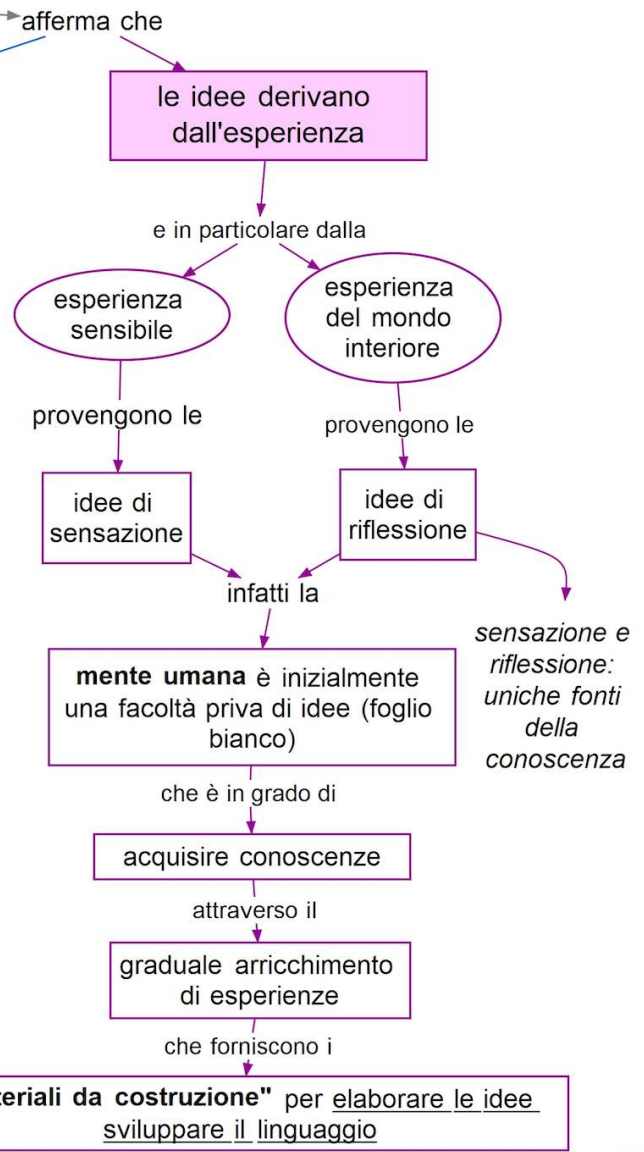 afferma che
le idee derivano
dall'esperienza
e in particolare dalla
esperienza
sensibile
esperienza
del mondo
interiore
provengono le
provengono le
idee di
sensazione
idee di
riflessione
infatti la
sensazione e
riflessione:
uniche fonti
della
conoscenza
mente umana è inizialmente
una facoltà priva di idee (foglio
bianco)
che è in grado di
acquisire conoscenze
attraverso il
graduale arricchimento
di esperienze
che forniscono i
da costruzione" per elaborare le idee
sviluppare il linguaggio